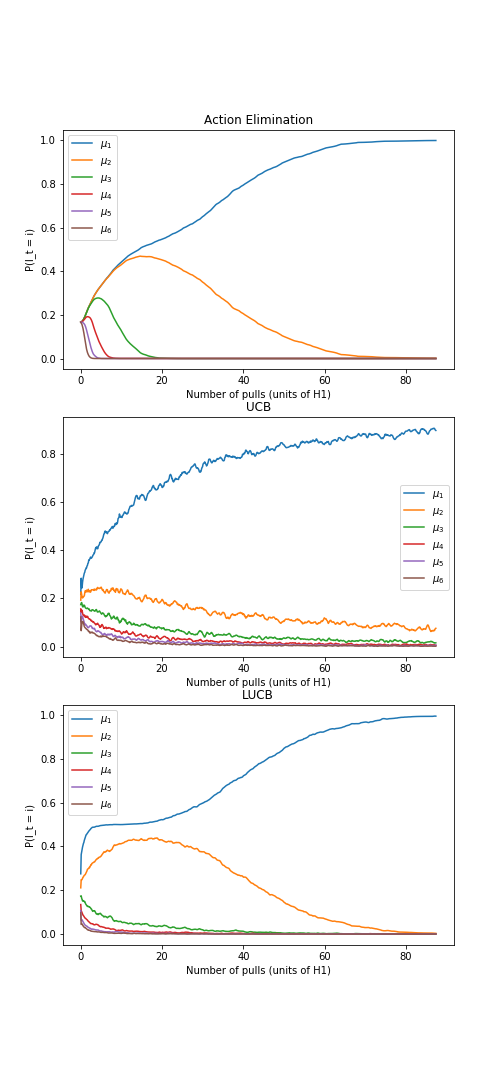 Action Elimination
1.0
0.8
0.6
0.4
0.2
0.0
P(I_t = i)
μ1
μ2
μ3
μ4
μ5
μ6
0 20 40 60 80
Number of pulls (units of H1)
UCB
0.8
0.6
0.4
0.2
0.0
P(I_t = i)
μ1
μ2
μ3
μ4
μ5
μ6
0 20 40 60 80
Number of pulls (units of H1)
LUCB
1.0
0.8
0.6
0.4
0.2
0.0
P(I_t = i)
μ1
μ2
μ3
μ4
μ5
μ6
0 20 40 60 80
Number of pulls (units of H1)